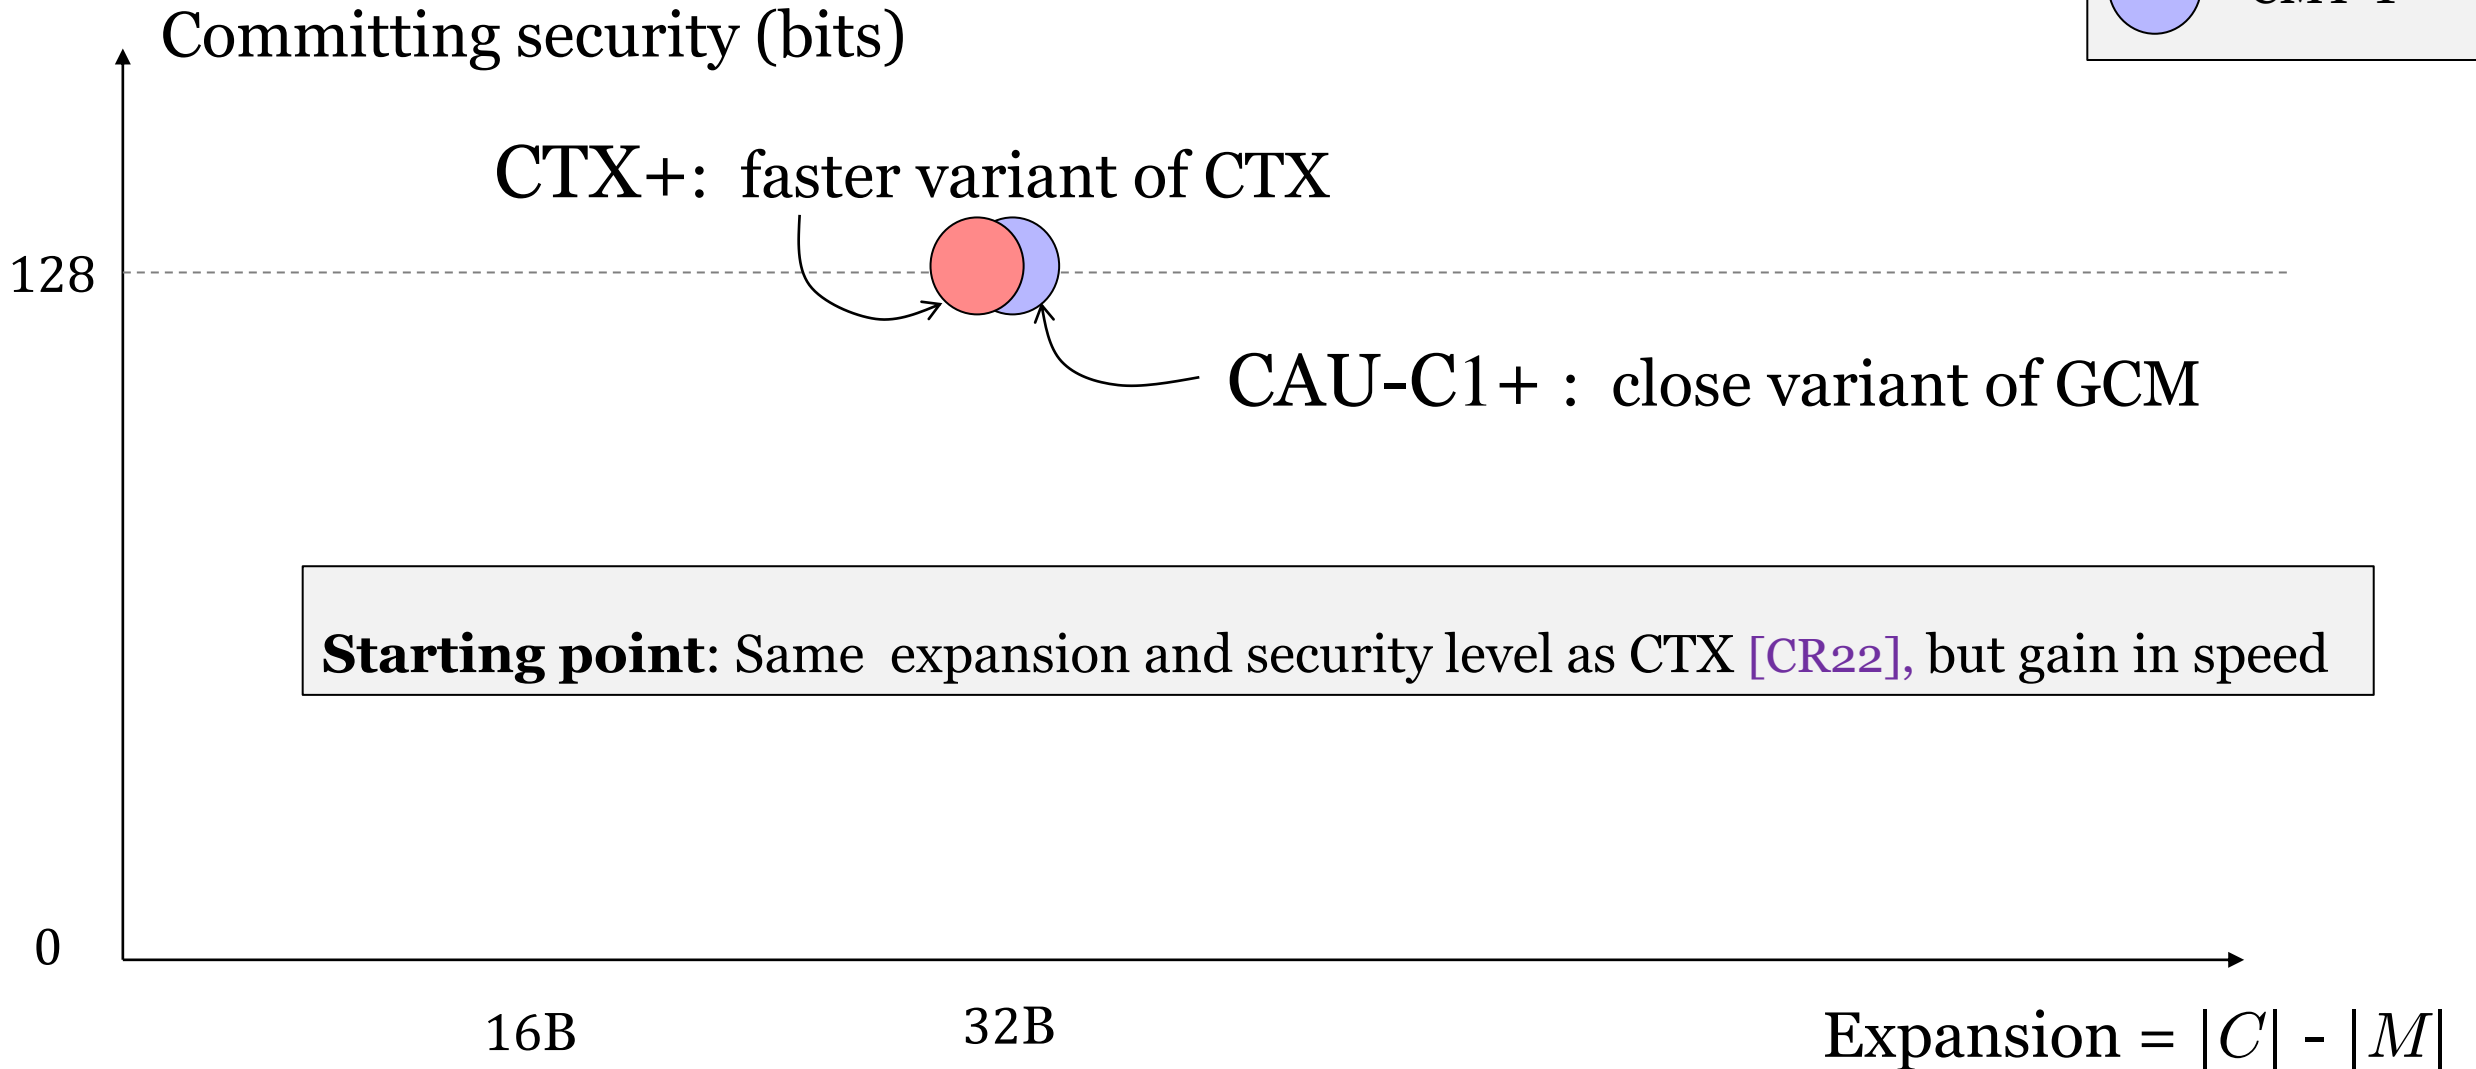 Committing security (bits)
CTX+: faster variant of CTX
128
CAU-C1+ : close variant of GCM
Starting point: Same expansion and security level as CTX [CR22], but gain in speed
0
16B
32B
Expansion = |C| - |M|